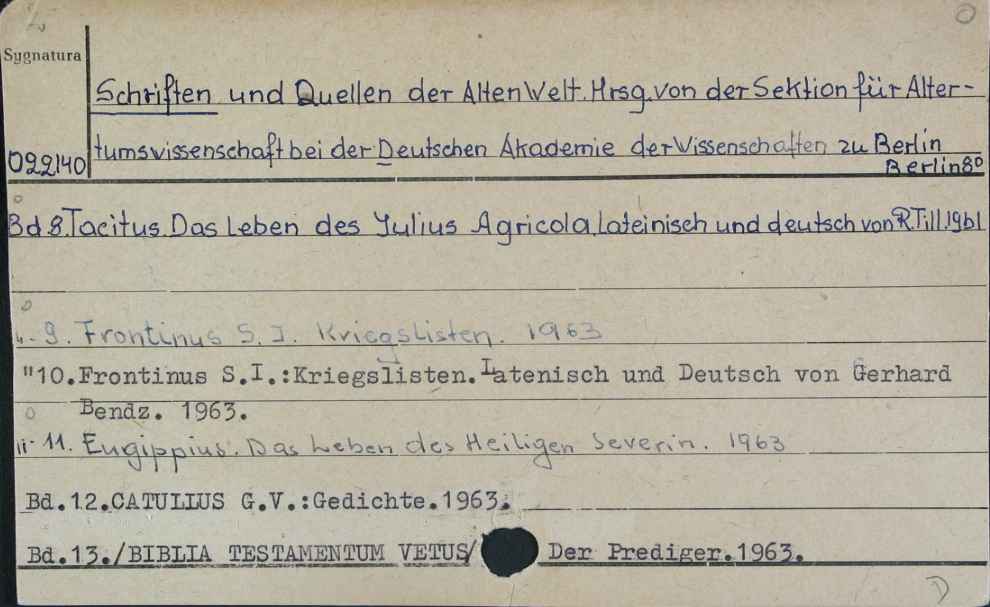 Sygnatura
Schriften und Quellen der Alten Welt. Hrsg. von der Sektion für Alter-
tumswissenschaft bei der Deutschen Akademie der Wissenschaften zu Berlin
092140
Berlin 8°
Bd 8. Tacitus. Das Leben des Julius Agricola. Lateinisch und deutsch von R. Till. 1961
9. Frontinus S. J. Kriegslisten. 1963
"10. Frontinus S.I.:Kriegslisten.Latenisch und Deutsch von Gerhard
Bendz. 1963.
11. Eugippius. Das Leben des Heiligen Severin. 1963
Bd.12.CATULIUS G.V.:Gedichte.1963.
Bd.13./BIBLIA TESTAMENTUM VETUS/ Der Prediger.1963.